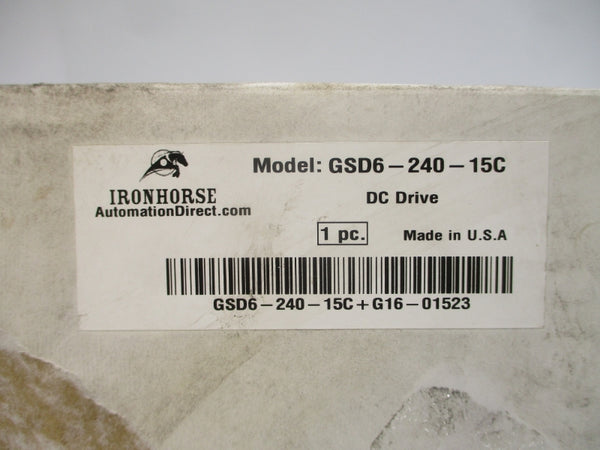 Model: GSD6-240-15C
IRONHORSE
AutomationDirect.com
DC Drive
1 pc.
Made in U.S.A
GSD6-240-15C+G16-01523